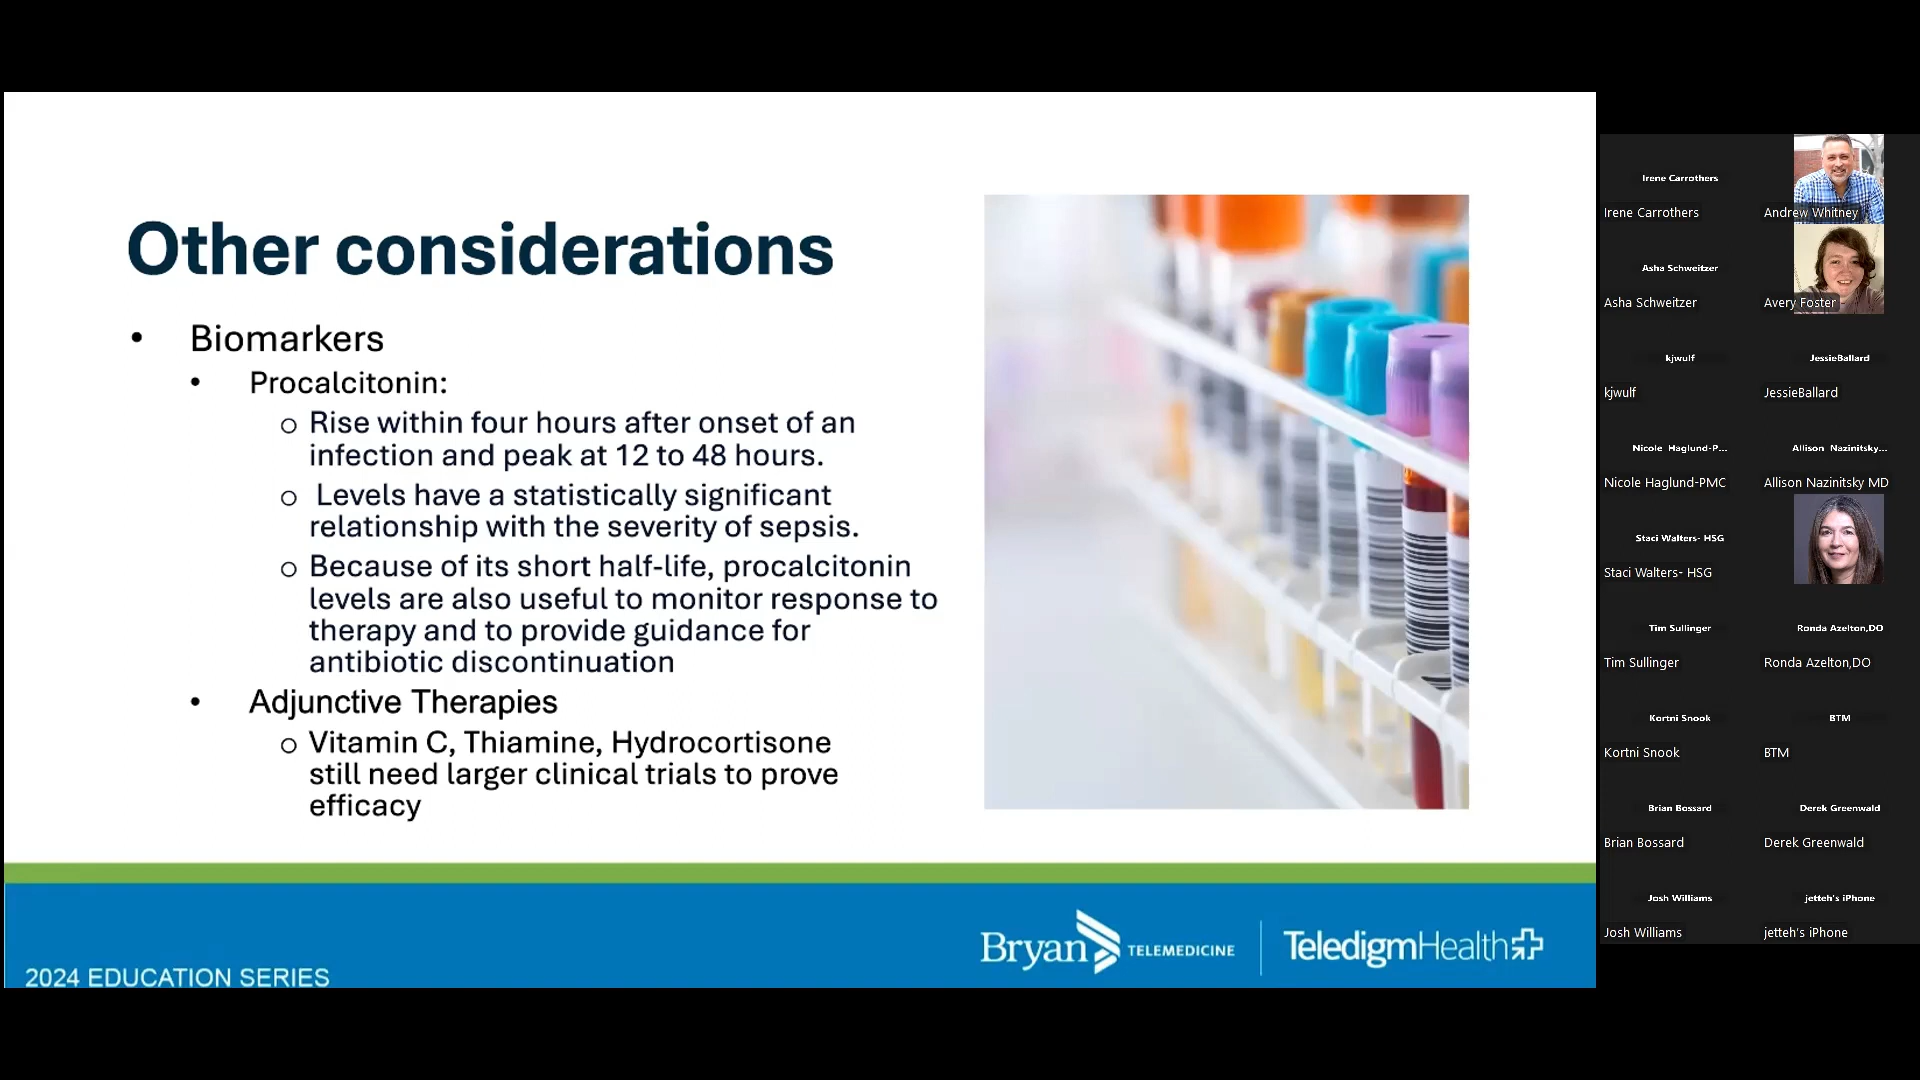 Other considerations
• Biomarkers
• Procalcitonin:
o Rise within four hours after onset of an
infection and peak at 12 to 48 hours.
o Levels have a statistically significant
relationship with the severity of sepsis.
o Because of its short half-life, procalcitonin
levels are also useful to monitor response to
therapy and to provide guidance for
antibiotic discontinuation
• Adjunctive Therapies
o Vitamin C, Thiamine, Hydrocortisone
still need larger clinical trials to prove
efficacy
2024 EDUCATION SERIES
Bryan TELEMEDICINE
TeledigmHealth
Irene Carrothers
Irene Carrothers
Andrew Whitney
Asha Schweitzer
Asha Schweitzer
Avery Foster
kjwulf
JessieBallard
kjwulf
JessieBallard
Nicole Haglund-P...
Allison Nazinitsky...
Nicole Haglund-PMC
Allison Nazinitsky MD
Staci Walters- HSG
Staci Walters- HSG
Tim Sullinger
Ronda Azelton,DO
Tim Sullinger
Ronda Azelton,DO
Kortni Snook
BTM
Kortni Snook
BTM
Brian Bossard
Derek Greenwald
Brian Bossard
Derek Greenwald
Josh Williams
jetteh's iPhone
Josh Williams
jetteh's iPhone